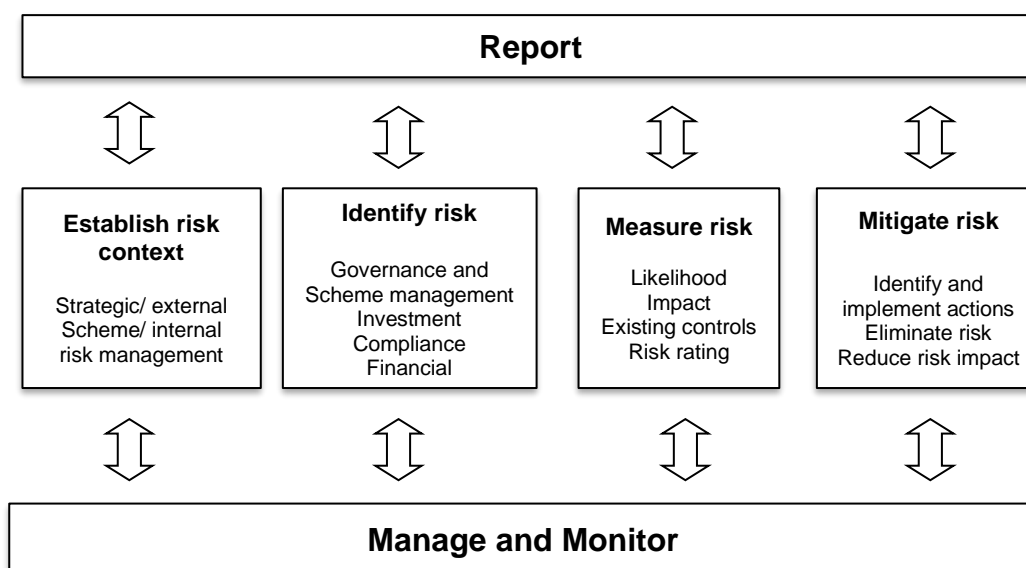 Report
Establish risk
context
Strategic/ external
Scheme/ internal
risk management
Identify risk
Governance and
Scheme management
Investment
Compliance
Financial
Measure risk
Likelihood
Impact
Existing controls
Risk rating
Mitigate risk
Identify and
implement actions
Eliminate risk
Reduce risk impact
Manage and Monitor